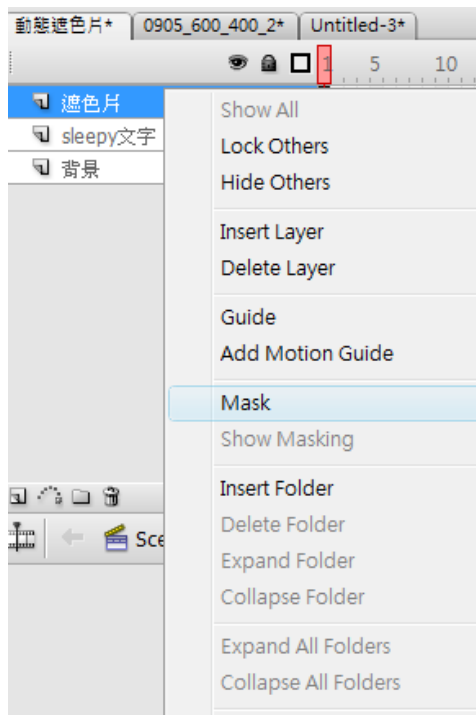 動態遮色片* 0905_600_400_2* Untitled-3*
1 5 10
遮色片
sleepy文字
背景
Show All
Lock Others
Hide Others
Insert Layer
Delete Layer
Guide
Add Motion Guide
Mask
Show Masking
Insert Folder
Delete Folder
Expand Folder
Collapse Folder
Expand All Folders
Collapse All Folders